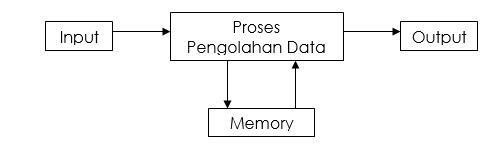 Input
Proses
Pengolahan Data
Output
Memory